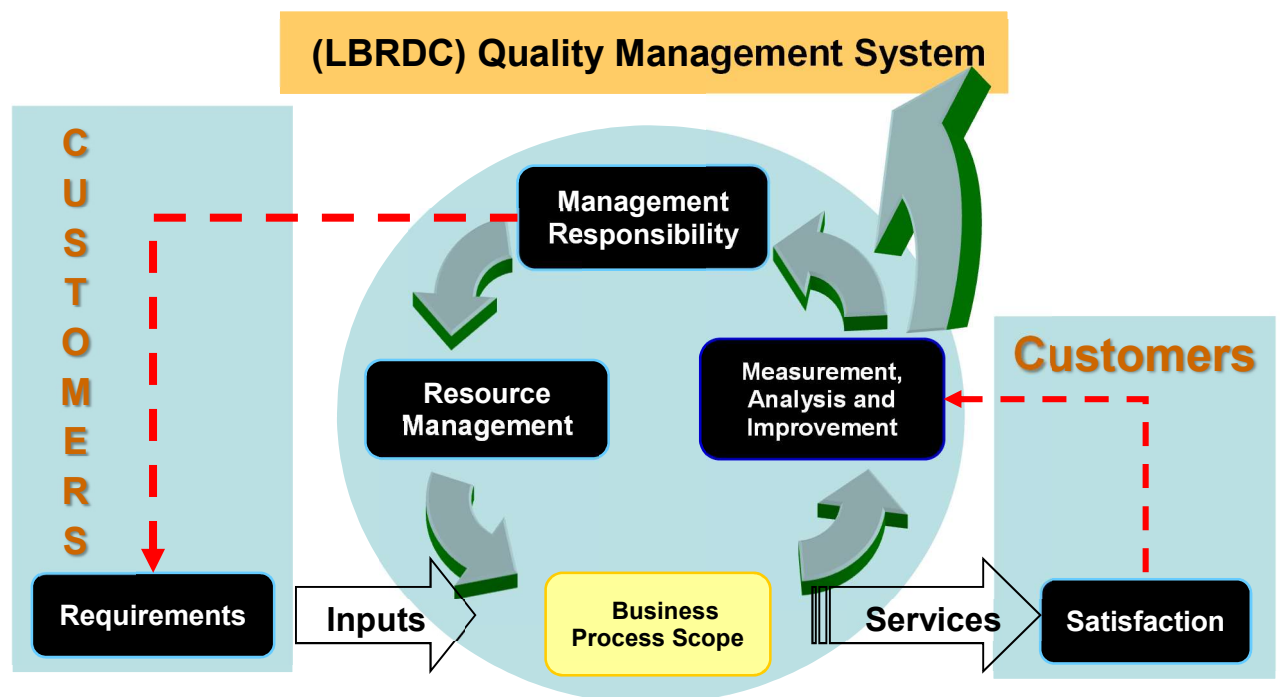 (LBRDC) Quality Management System
CUSTOMERS
Management
Responsibility
Resource
Management
Measurement,
Analysis and
Improvement
Customers
Requirements
Inputs
Business
Process Scope
Services
Satisfaction